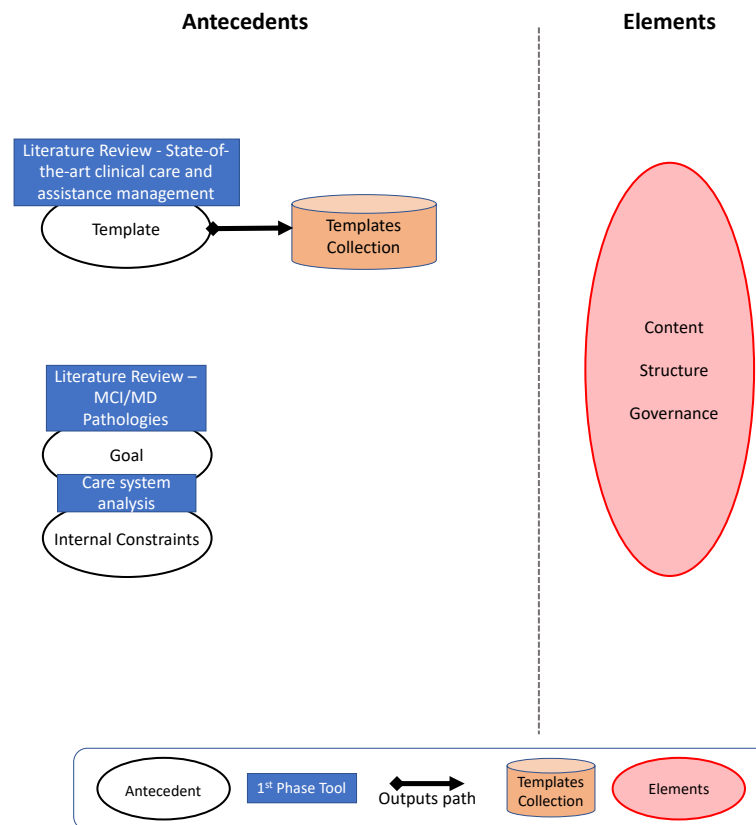 Antecedents
Elements
Literature Review - State-of-
the-art clinical care and
assistance management
Template
Templates
Collection
Literature Review –
MCI/MD
Pathologies
Goal
Care system
analysis
Internal Constraints
Content
Structure
Governance
Antecedent
1st Phase Tool
Outputs path
Templates
Collection
Elements